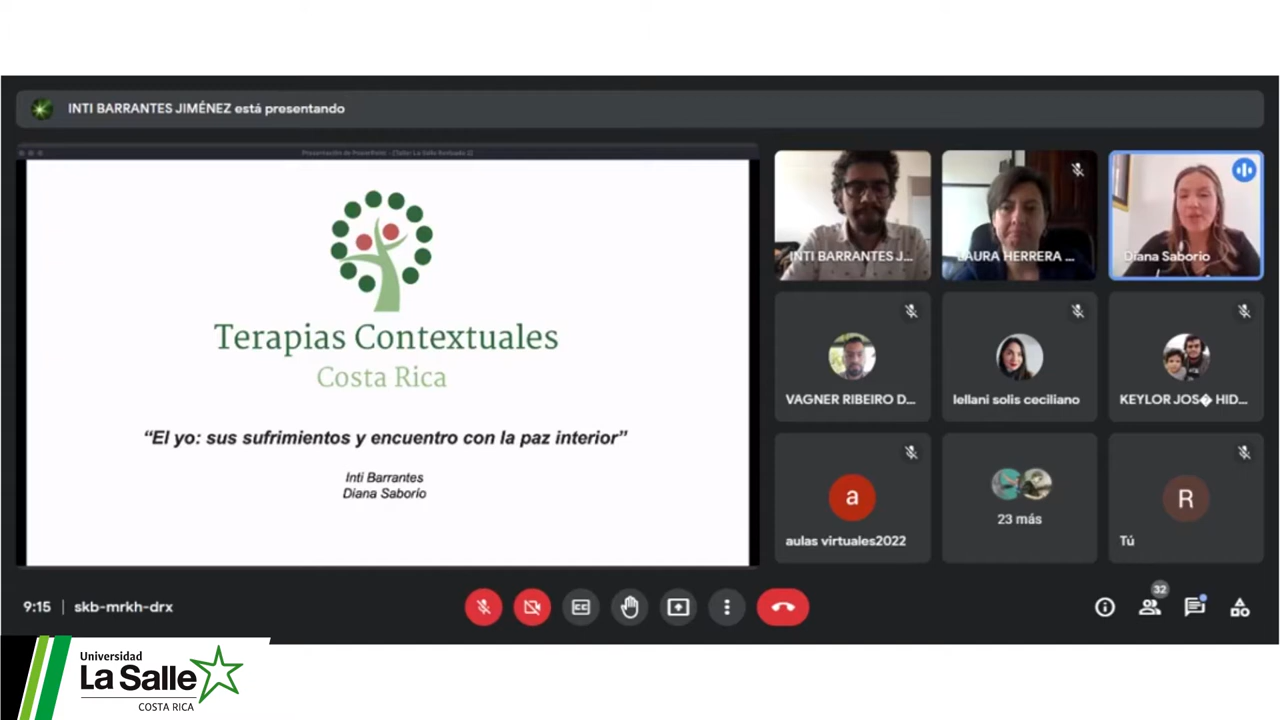 INTI BARRANTES JIMÉNEZ está presentando
Terapias Contextuales
Costa Rica
“El yo: sus sufrimientos y encuentro con la paz interior”
Inti Barrantes
Diana Saborío
INTI BARRANTES J...
LAURA HERRERA ...
Diana Saborio
VAGNER RIBEIRO D...
lellani solis ceciliano
KEYLOR JOS� HID...
a
aulas virtuales2022
23 más
R
Tú
9:15 | skb-mrkh-drx
CC
32
Universidad
La Salle
COSTA RICA